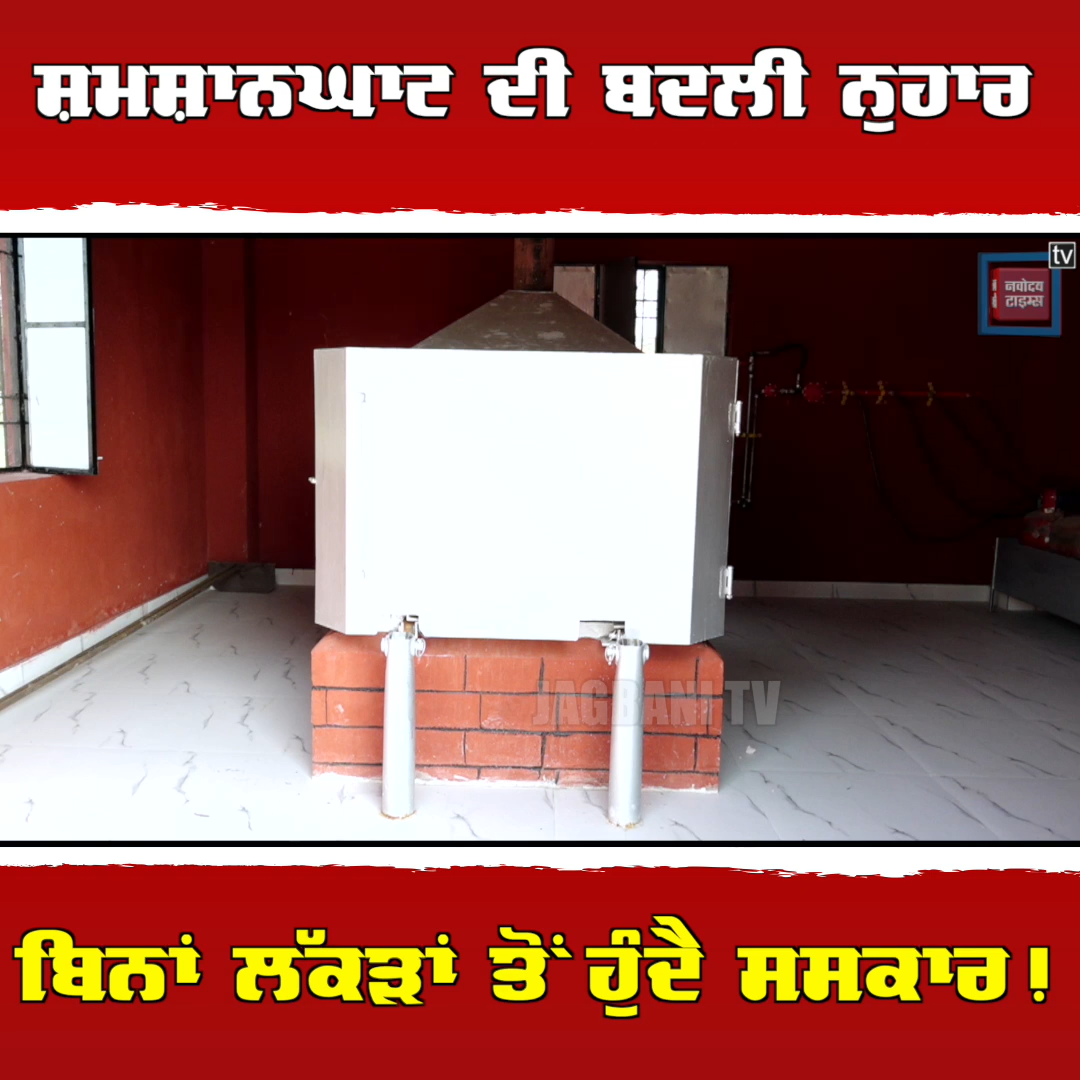 ਸ਼ਮਸ਼ਾਨਘਾਟ ਦੀ ਬਦਲੀ ਨੁਹਾਰ
tv
नवोदय
टाइम्स
JAGBANI TV
ਬਿਨਾਂ ਲੱਕੜਾਂ ਤੋਂ ਹੁੰਦੈ ਸਸਕਾਰ!